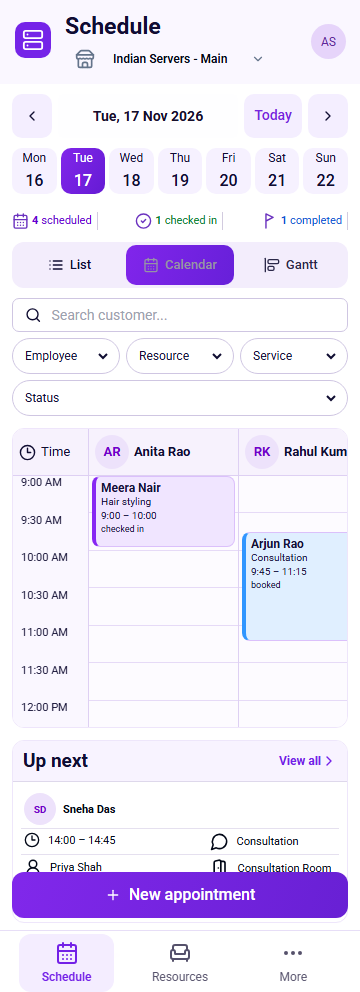 Schedule
AS
Indian Servers - Main
Tue, 17 Nov 2026
Today
Mon Tue Wed Thu Fri Sat Sun
16 17 18 19 20 21 22
4 scheduled 1 checked in 1 completed
List Calendar Gantt
Search customer...
Employee Resource Service
Status
Time AR Anita Rao RK Rahul Kum
9:00 AM
Meera Nair
Hair styling
9:00 – 10:00
checked in
9:30 AM
Arjun Rao
Consultation
9:45 – 11:15
booked
10:00 AM
10:30 AM
11:00 AM
11:30 AM
12:00 PM
Up next View all
SD Sneha Das
14:00 – 14:45 Consultation
Priya Shah Consultation Room
+ New appointment
Schedule Resources More